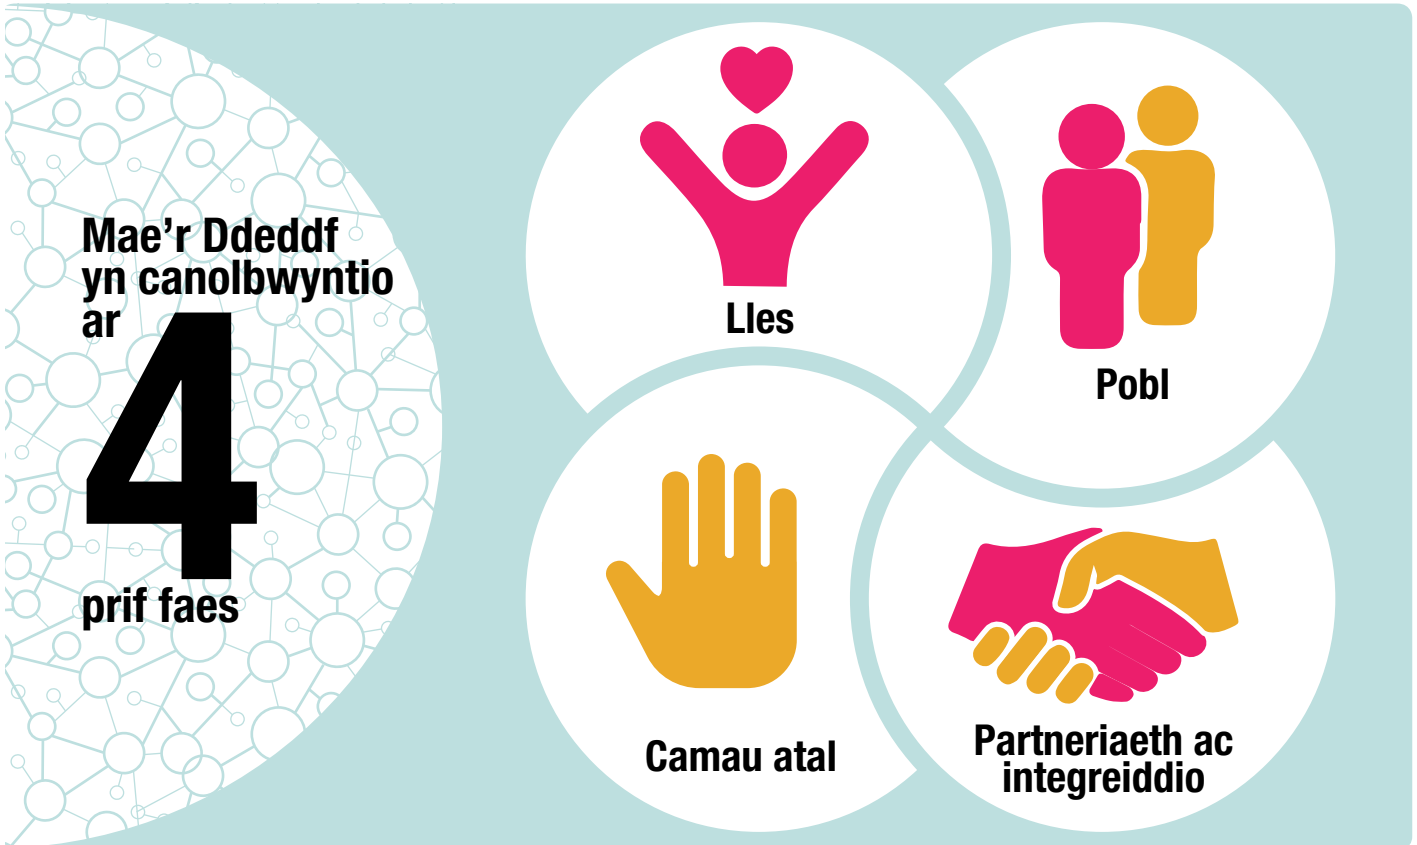 Mae’r Ddeddf
yn canolbwyntio
ar
4
prif faes
Lles
Pobl
Camau atal
Partneriaeth ac
integreiddio